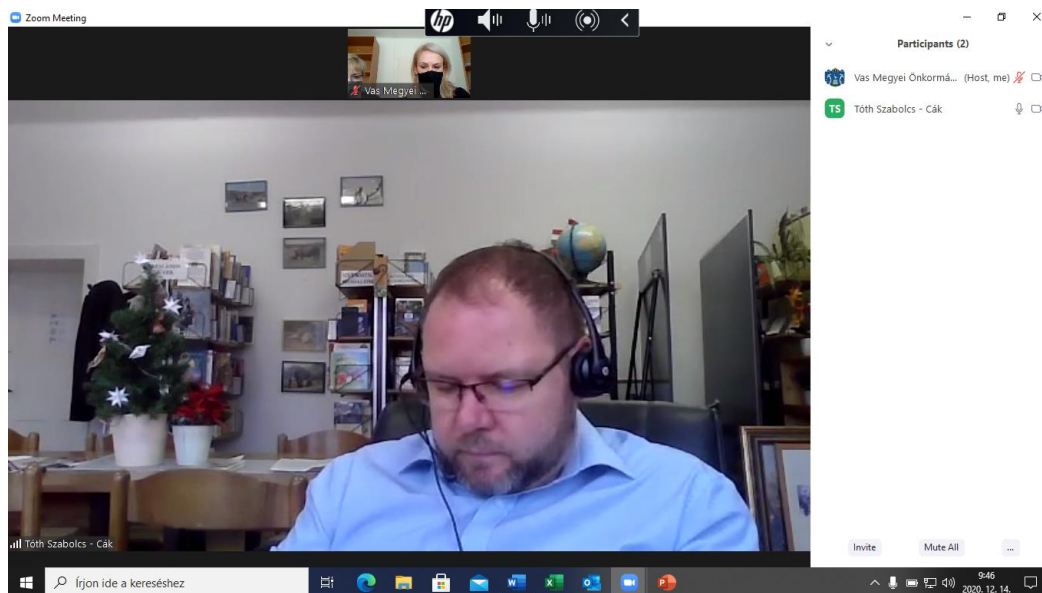 Zoom Meeting
hp
Participants (2)
Vas Megyei ...
Vas Megyei Önkormá... (Host, me)
TS Tóth Szabolcs - Cák
Tóth Szabolcs - Cák
Invite Mute All ...
Írjon ide a kereséshez
9:46
2020. 12. 14.